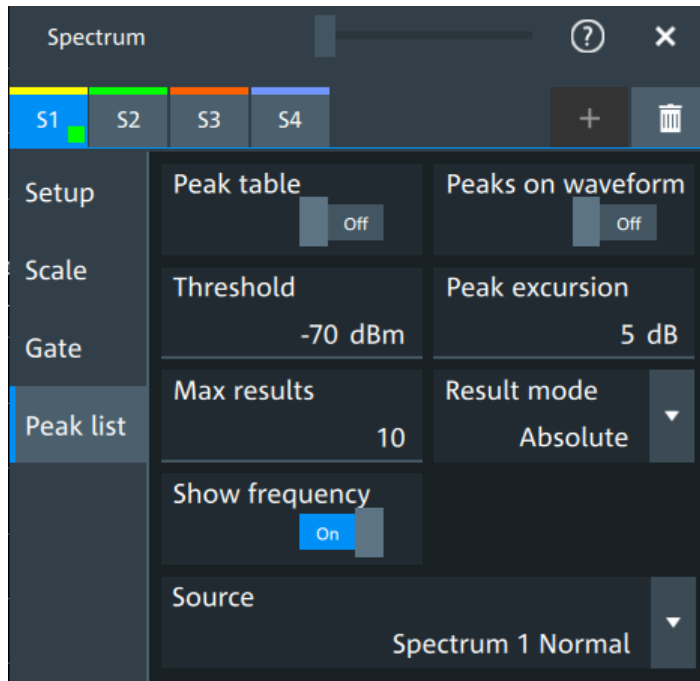 Spectrum
?
S1 S2 S3 S4 +
Setup
Peak table
Off
Peaks on waveform
Off
Scale
Threshold
-70 dBm
Peak excursion
5 dB
Gate
Peak list
Max results
10
Result mode
Absolute
Show frequency
On
Source
Spectrum 1 Normal